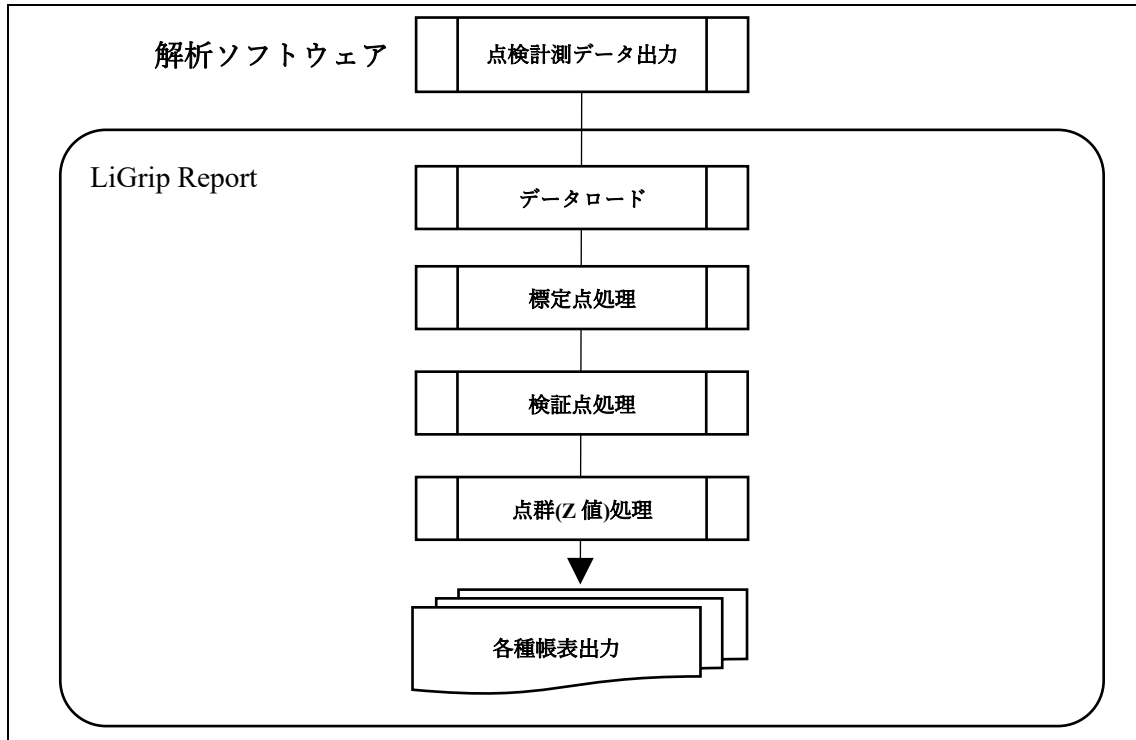 解析ソフトウェア
点検計測データ出力
LiGrip Report
データロード
標定点処理
検証点処理
点群(Z 値)処理
各種帳表出力